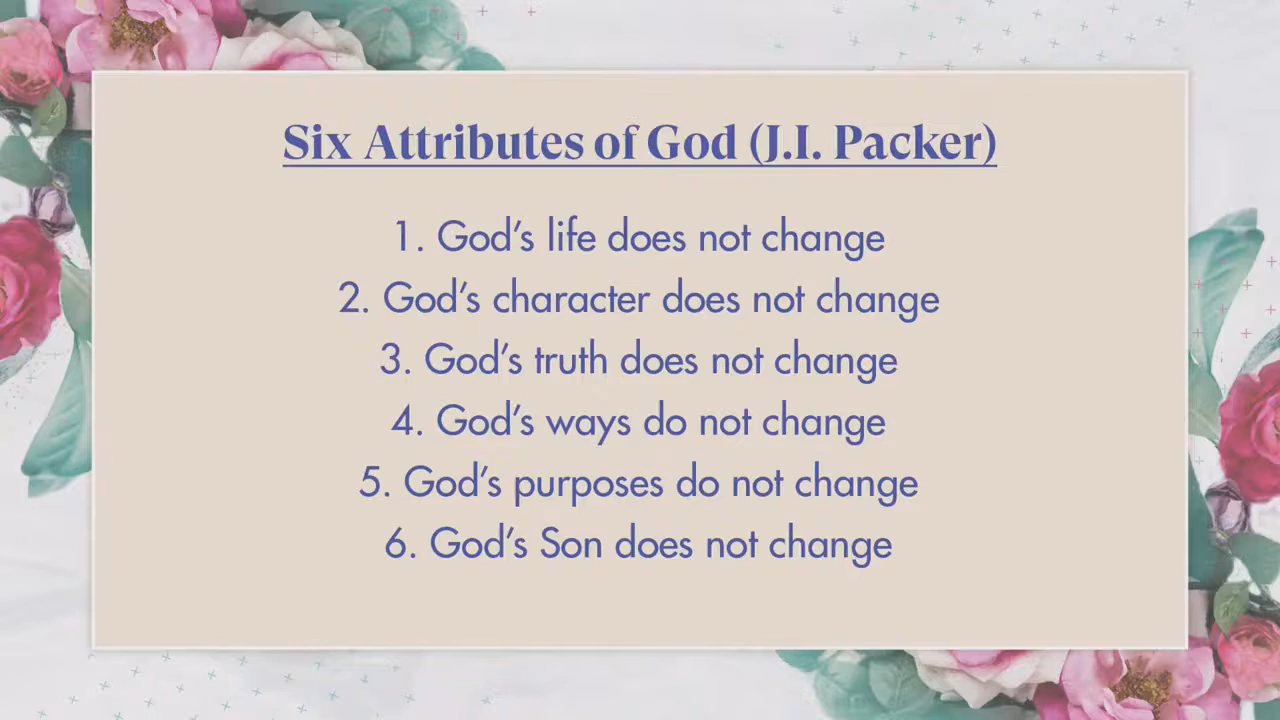 Six Attributes of God (J.I. Packer)
1. God’s life does not change
2. God’s character does not change
3. God’s truth does not change
4. God’s ways do not change
5. God’s purposes do not change
6. God’s Son does not change